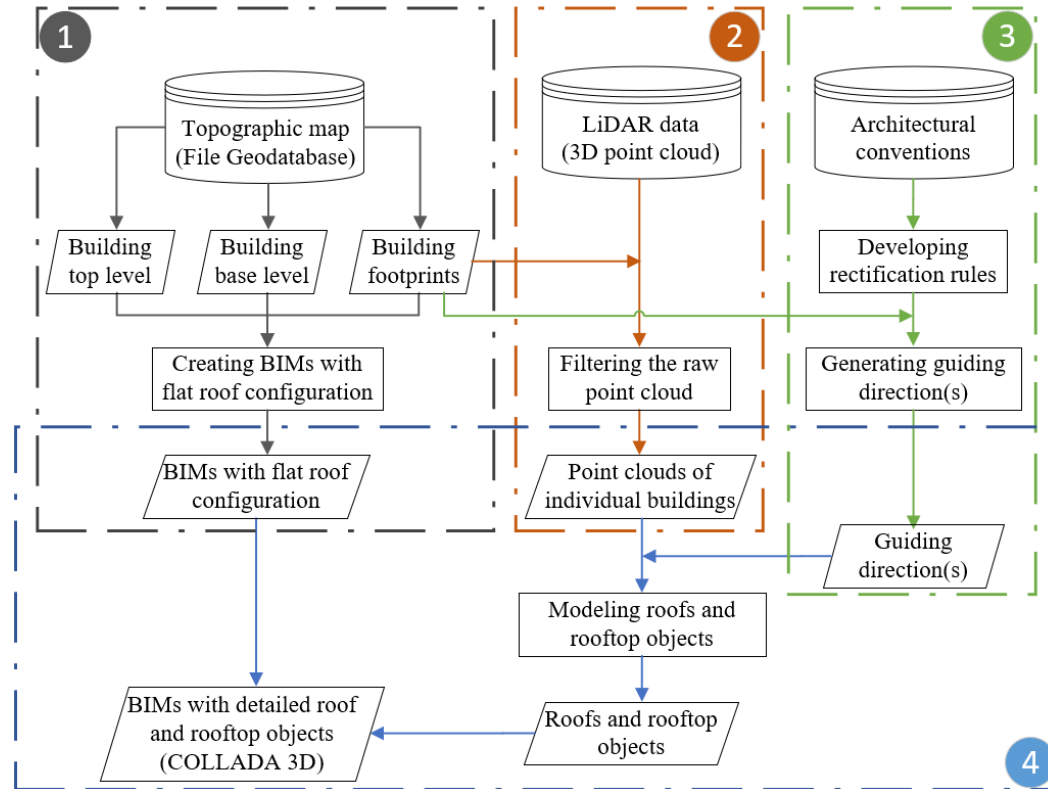 1
2
3
Topographic map
(File Geodatabase)
LiDAR data
(3D point cloud)
Architectural
conventions
Building
top level
Building
base level
Building
footprints
Developing
rectification rules
Creating BIMs with
flat roof configuration
Filtering the raw
point cloud
Generating guiding
direction(s)
BIMs with flat roof
configuration
Point clouds of
individual buildings
Guiding
direction(s)
Modeling roofs and
rooftop objects
BIMs with detailed roof
and rooftop objects
(COLLADA 3D)
Roofs and rooftop
objects
4